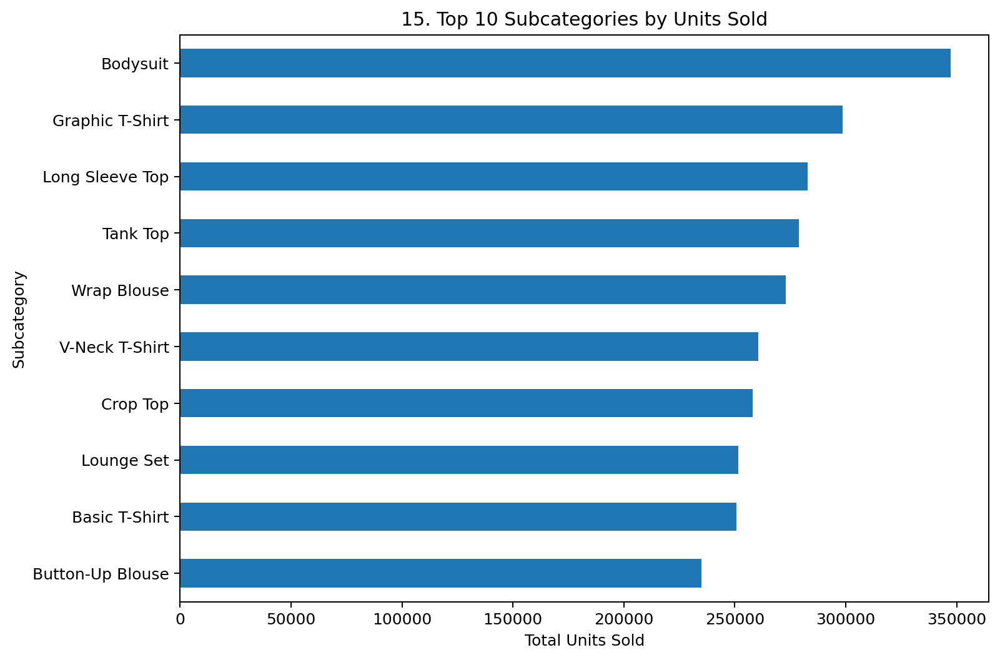 15. Top 10 Subcategories by Units Sold
Subcategory
Bodysuit
Graphic T-Shirt
Long Sleeve Top
Tank Top
Wrap Blouse
V-Neck T-Shirt
Crop Top
Lounge Set
Basic T-Shirt
Button-Up Blouse
0 50000 100000 150000 200000 250000 300000 350000
Total Units Sold